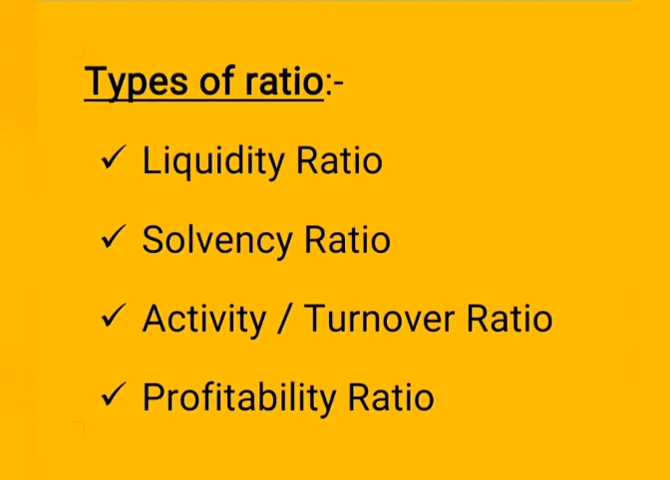 Types of ratio:-
✓ Liquidity Ratio
✓ Solvency Ratio
✓ Activity / Turnover Ratio
✓ Profitability Ratio